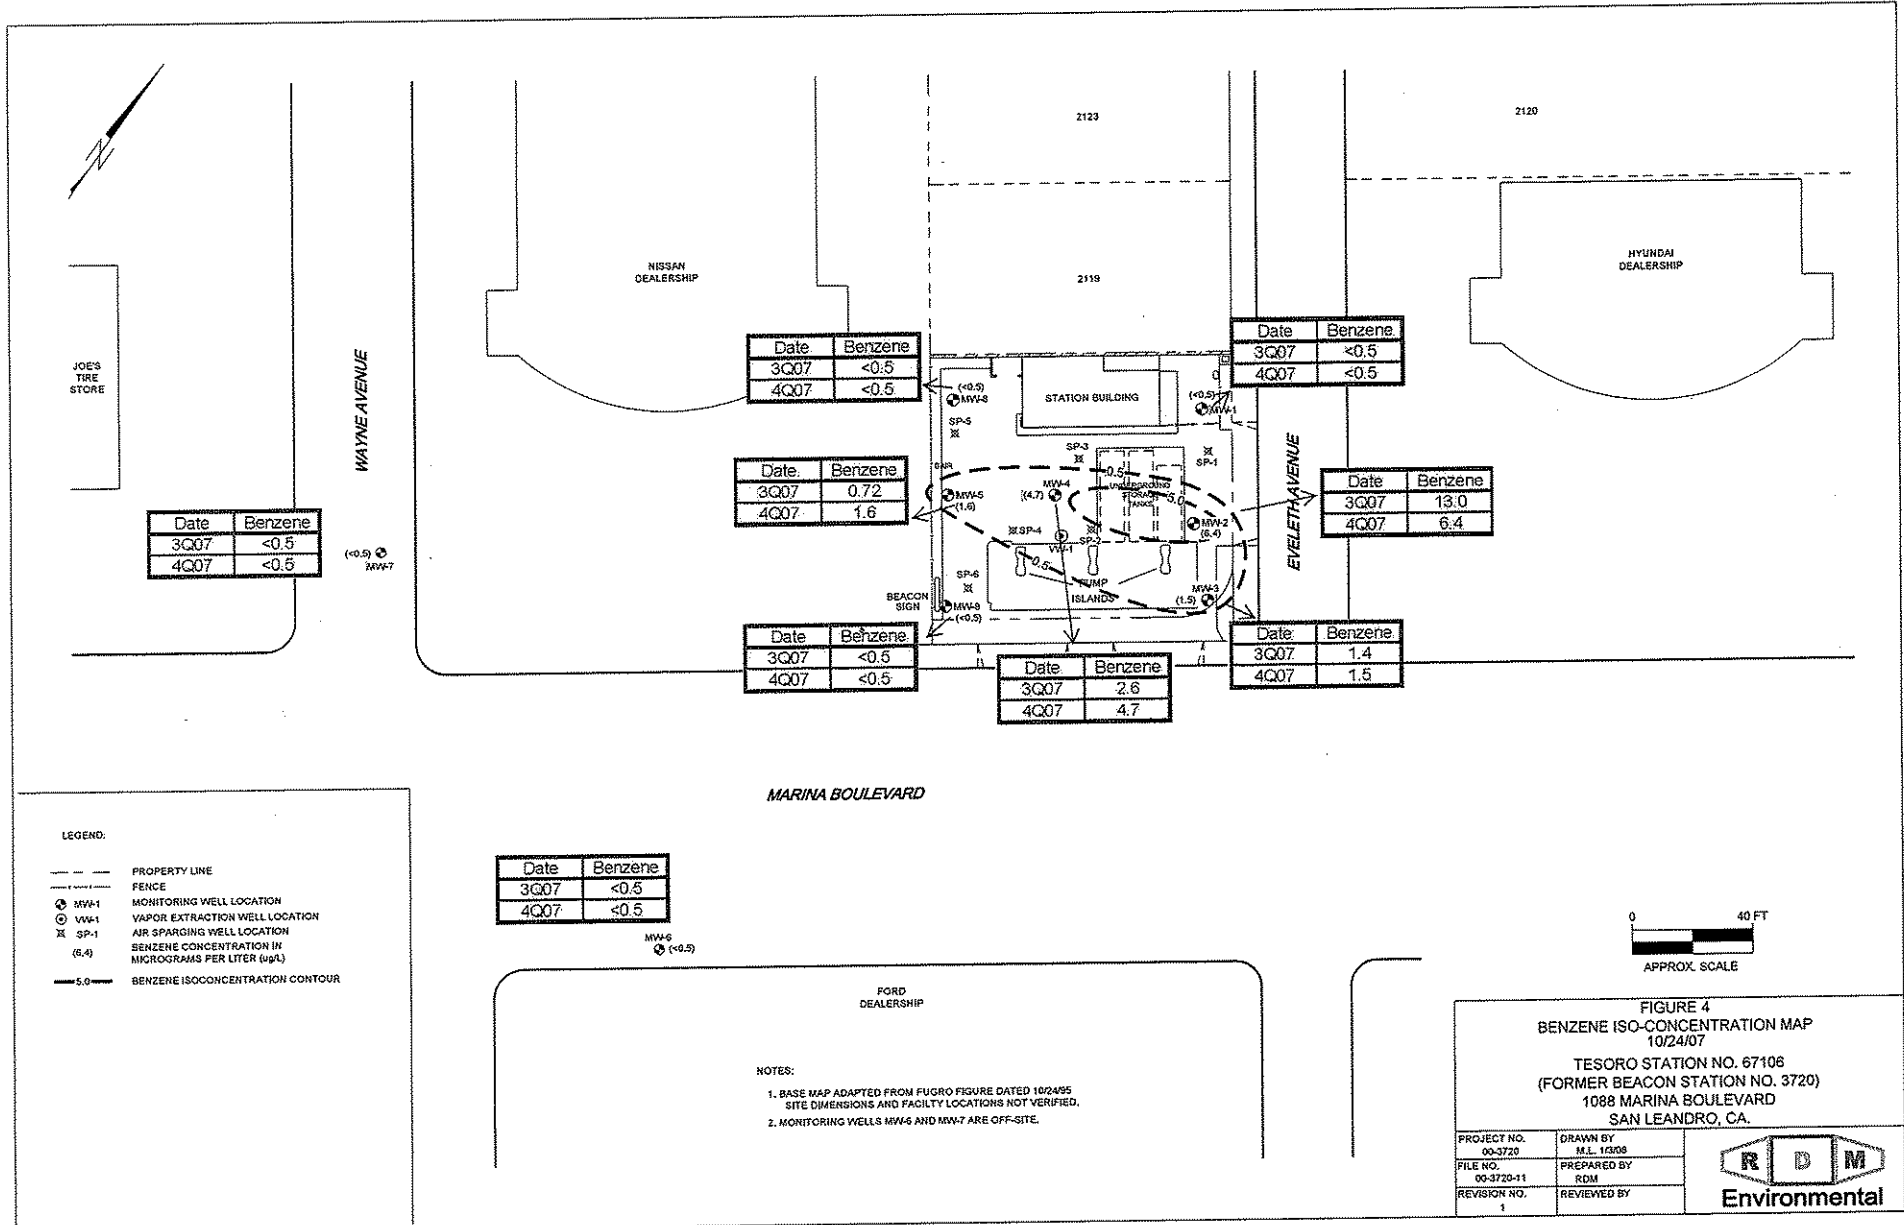 2123
2120
NISSAN
DEALERSHIP
2119
HYUNDAI
DEALERSHIP
JOE'S
TIRE
STORE
WAYNE AVENUE
Date Benzene
3Q07 <0.5
4Q07 <0.5
Date Benzene
3Q07 <0.5
4Q07 <0.5
(<0.5)
MW-8
STATION BUILDING
(<0.5)
MW-1
SP-5
SP-3
SP-1
EVELETH AVENUE
Date Benzene
3Q07 0.72
4Q07 1.6
0.5
MW-5
(1.6)
MW-4
(4.7)
UNDERGROUND
STORAGE
TANKS
5.0
MW-2
(6.4)
Date Benzene
3Q07 13.0
4Q07 6.4
Date Benzene
3Q07 <0.5
4Q07 <0.5
(<0.5)
MW-7
SP-4
VW-1
SP-2
0.5
SP-6
PUMP
ISLANDS
MW-3
(1.5)
BEACON
SIGN
MW-9
(<0.5)
Date Benzene
3Q07 <0.5
4Q07 <0.5
Date Benzene
3Q07 2.6
4Q07 4.7
Date Benzene
3Q07 1.4
4Q07 1.5
MARINA BOULEVARD
LEGEND:
PROPERTY LINE
FENCE
MW-1 MONITORING WELL LOCATION
VW-1 VAPOR EXTRACTION WELL LOCATION
SP-1 AIR SPARGING WELL LOCATION
(6.4) BENZENE CONCENTRATION IN
MICROGRAMS PER LITER (ug/L)
5.0 BENZENE ISOCONCENTRATION CONTOUR
Date Benzene
3Q07 <0.5
4Q07 <0.5
MW-6
(<0.5)
FORD
DEALERSHIP
NOTES:
1. BASE MAP ADAPTED FROM FUGRO FIGURE DATED 10/24/95
SITE DIMENSIONS AND FACILTY LOCATIONS NOT VERIFIED.
2. MONITORING WELLS MW-6 AND MW-7 ARE OFF-SITE.
0 40 FT
APPROX. SCALE
FIGURE 4
BENZENE ISO-CONCENTRATION MAP
10/24/07
TESORO STATION NO. 67106
(FORMER BEACON STATION NO. 3720)
1088 MARINA BOULEVARD
SAN LEANDRO, CA.
PROJECT NO.
00-3720
DRAWN BY
M.L. 1/3/08
FILE NO.
00-3720-11
PREPARED BY
RDM
REVISION NO.
1
REVIEWED BY
R D M
Environmental